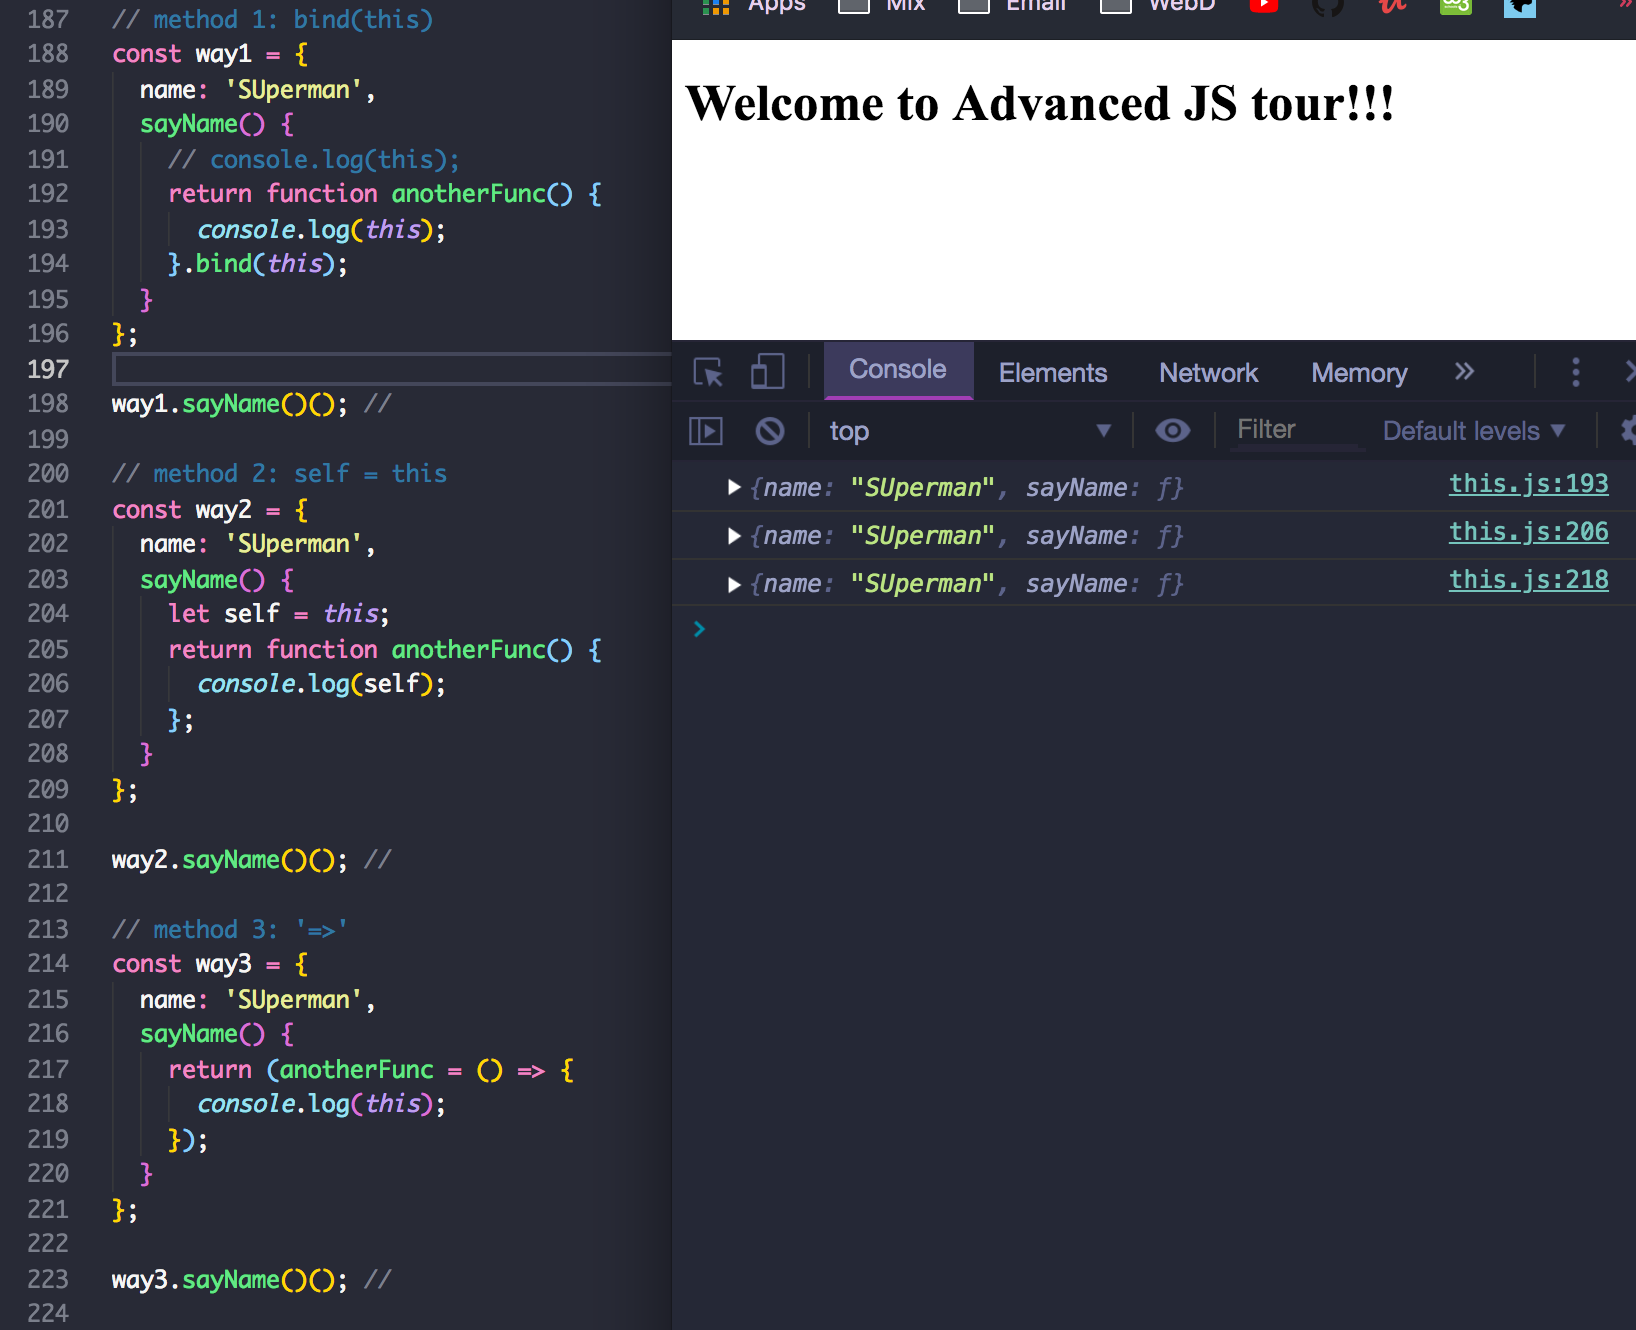 187 // method 1: bind(this)
188 const way1 = {
189 name: 'SUperman',
190 sayName() {
191 // console.log(this);
192 return function anotherFunc() {
193 console.log(this);
194 }.bind(this);
195 }
196 };
197
198 way1.sayName()(); //
199
200 // method 2: self = this
201 const way2 = {
202 name: 'SUperman',
203 sayName() {
204 let self = this;
205 return function anotherFunc() {
206 console.log(self);
207 };
208 }
209 };
210
211 way2.sayName()(); //
212
213 // method 3: '=>'
214 const way3 = {
215 name: 'SUperman',
216 sayName() {
217 return (anotherFunc = () => {
218 console.log(this);
219 });
220 }
221 };
222
223 way3.sayName()(); //
224
Apps Mix Email WebD »
Welcome to Advanced JS tour!!!
Console Elements Network Memory »
top Filter Default levels
{name: "SUperman", sayName: ƒ} this.js:193
{name: "SUperman", sayName: ƒ} this.js:206
{name: "SUperman", sayName: ƒ} this.js:218